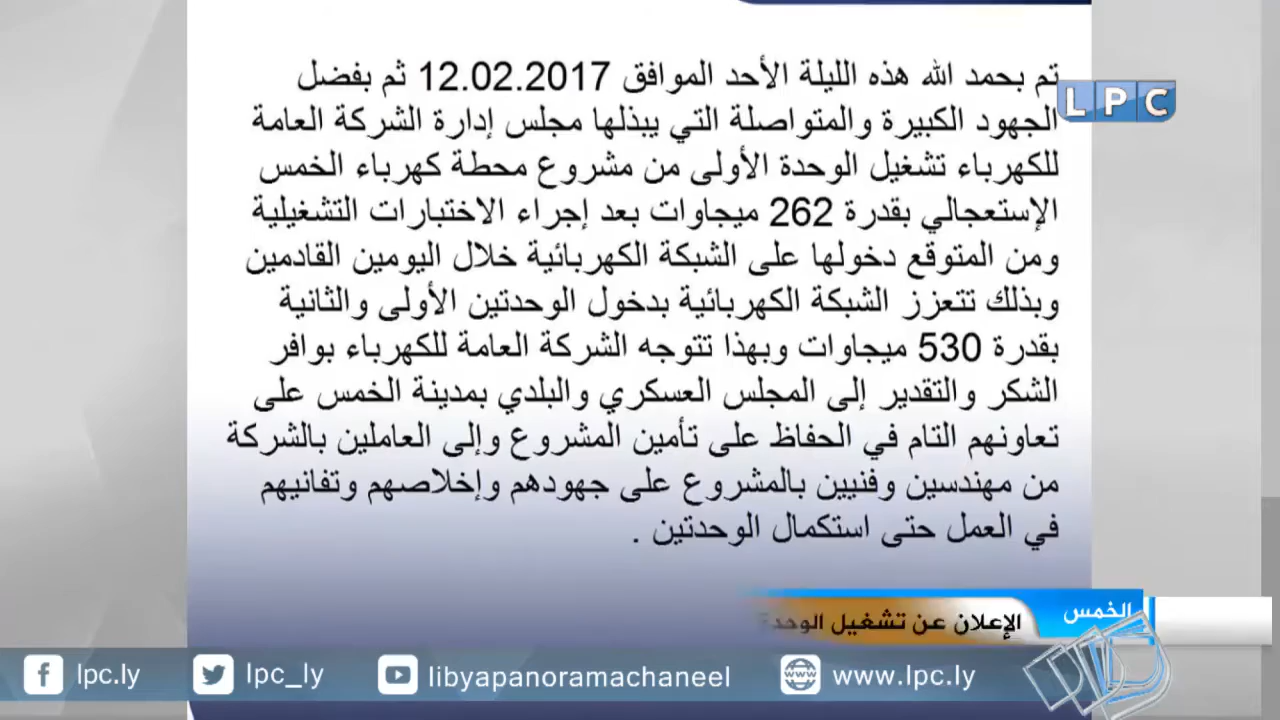 تم بحمد الله هذه الليلة الأحد الموافق 12.02.2017 ثم بفضل
LPC
الجهود الكبيرة والمتواصلة التي يبذلها مجلس إدارة الشركة العامة
للكهرباء تشغيل الوحدة الأولى من مشروع محطة كهرباء الخمس
الإستعجالي بقدرة 262 ميجاوات بعد إجراء الاختبارات التشغيلية
ومن المتوقع دخولها على الشبكة الكهربائية خلال اليومين القادمين
وبذلك تتعزز الشبكة الكهربائية بدخول الوحدتين الأولى والثانية
بقدرة 530 ميجاوات وبهذا تتوجه الشركة العامة للكهرباء بوافر
الشكر والتقدير إلى المجلس العسكري والبلدي بمدينة الخمس على
تعاونهم التام في الحفاظ على تأمين المشروع وإلى العاملين بالشركة
من مهندسين وفنيين بالمشروع على جهودهم وإخلاصهم وتفانيهم
في العمل حتى استكمال الوحدتين .
الخمس
الإعلان عن تشغيل الوحدة
lpc.ly
lpc_ly
libyapanoramachaneel
www.lpc.ly